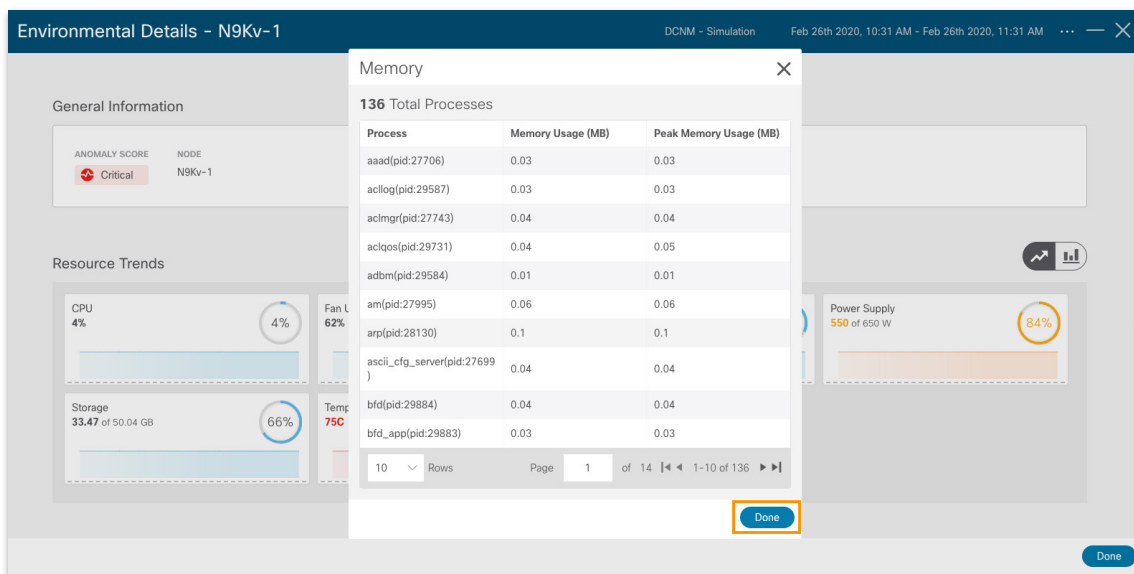 Environmental Details - N9Kv-1
DCNM - Simulation
Feb 26th 2020, 10:31 AM - Feb 26th 2020, 11:31 AM
General Information
ANOMALY SCORE NODE
Critical N9Kv-1
Resource Trends
CPU
4%
4%
Fan U
62%
Power Supply
550 of 650 W
84%
Storage
33.47 of 50.04 GB
66%
Temp
75C
Memory
136 Total Processes
Process Memory Usage (MB) Peak Memory Usage (MB)
aaad(pid:27706) 0.03 0.03
acllog(pid:29587) 0.03 0.03
aclmgr(pid:27743) 0.04 0.04
aclqos(pid:29731) 0.04 0.05
adbm(pid:29584) 0.01 0.01
am(pid:27995) 0.06 0.06
arp(pid:28130) 0.1 0.1
ascii_cfg_server(pid:27699
) 0.04 0.04
bfd(pid:29884) 0.04 0.04
bfd_app(pid:29883) 0.03 0.03
10 Rows Page 1 of 14 1-10 of 136
Done
Done